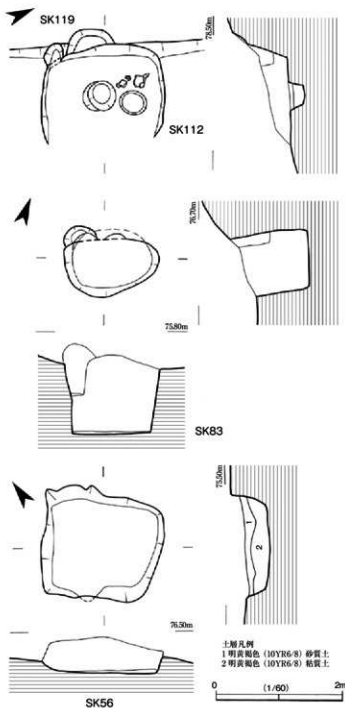 SK119
78.50m
SK112
76.70m
75.80m
SK83
75.50m
1
2
76.50m
土層凡例
1 明黄褐色（10YR6/8）砂質土
2 明黄褐色（10YR6/8）粘質土
0 （1/60） 2m
SK56